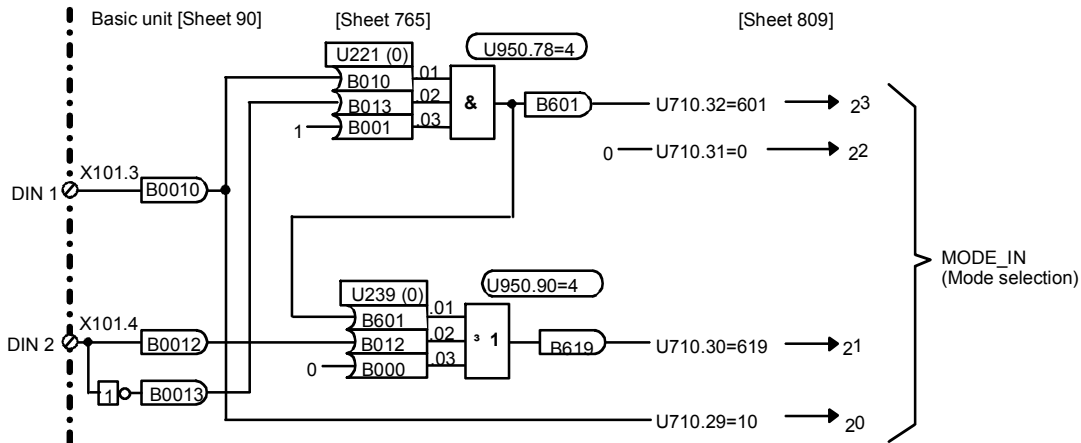 Basic unit [Sheet 90] [Sheet 765] [Sheet 809]
U221 (0) U950.78=4
B010 .01
B013 .02
1 B001 .03
&
B601 U710.32=601 2³
0 U710.31=0 2²
DIN 1 X101.3 B0010
MODE_IN
(Mode selection)
U239 (0) U950.90=4
B601 .01
B012 .02
0 B000 .03
³ 1
B619 U710.30=619 2¹
DIN 2 X101.4 B0012
1 B0013
U710.29=10 2⁰